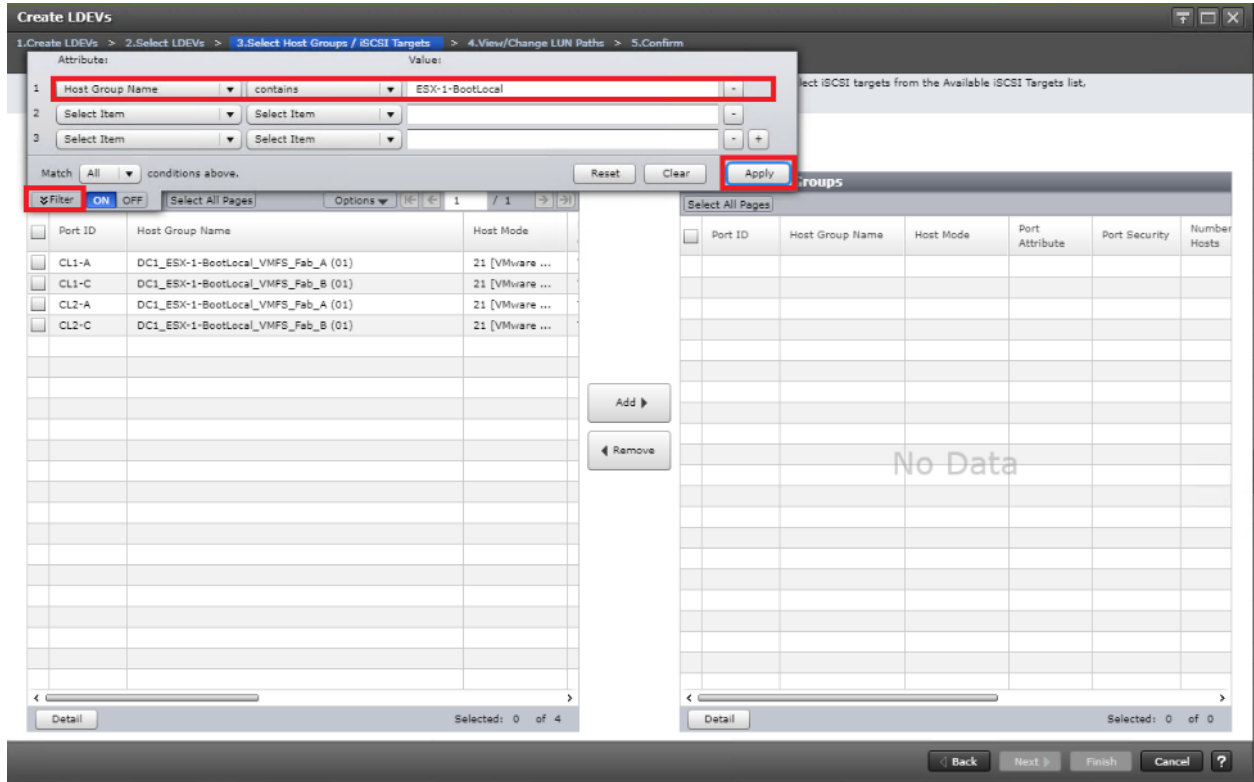 Create LDEVs
1.Create LDEVs > 2.Select LDEVs > 3.Select Host Groups / iSCSI Targets > 4.View/Change LUN Paths > 5.Confirm
Attribute: Value:
1 Host Group Name contains ESX-1-BootLocal -
lect iSCSI targets from the Available iSCSI Targets list,
2 Select Item Select Item -
3 Select Item Select Item - +
Match All conditions above. Reset Clear Apply
Filter ON OFF Select All Pages Options 1 / 1
Groups
Select All Pages
Port ID Host Group Name Host Mode
Port ID Host Group Name Host Mode Port Attribute Port Security Number Hosts
CL1-A DC1_ESX-1-BootLocal_VMFS_Fab_A (01) 21 [VMware ...
CL1-C DC1_ESX-1-BootLocal_VMFS_Fab_B (01) 21 [VMware ...
CL2-A DC1_ESX-1-BootLocal_VMFS_Fab_A (01) 21 [VMware ...
CL2-C DC1_ESX-1-BootLocal_VMFS_Fab_B (01) 21 [VMware ...
Add
Remove
No Data
Detail Selected: 0 of 4
Detail Selected: 0 of 0
Back Next Finish Cancel ?